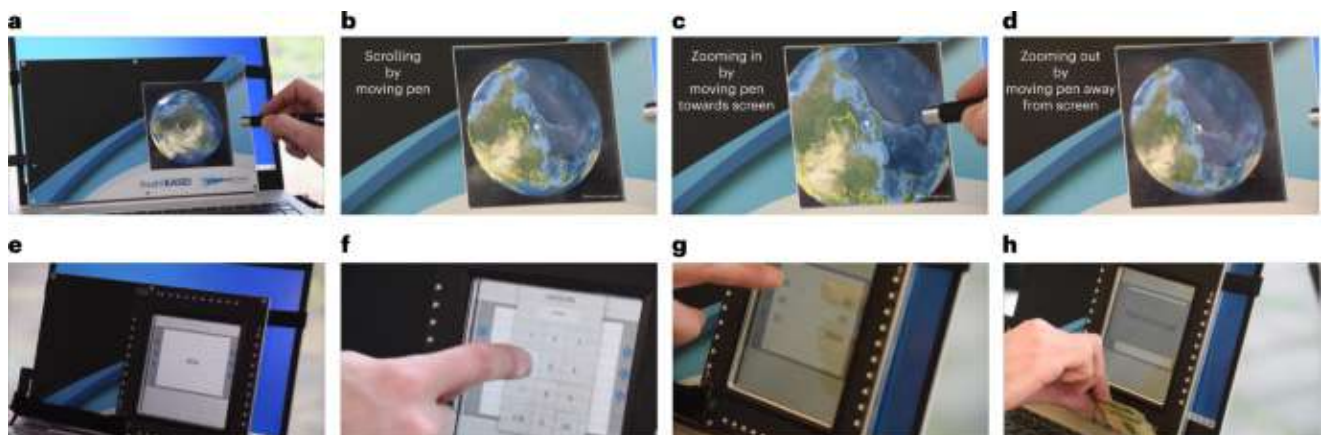 a
b
c
d
Scrolling
by
moving pen
Zooming in
by
moving pen
towards screen
Zooming out
by
moving pen away
from screen
e
f
g
h